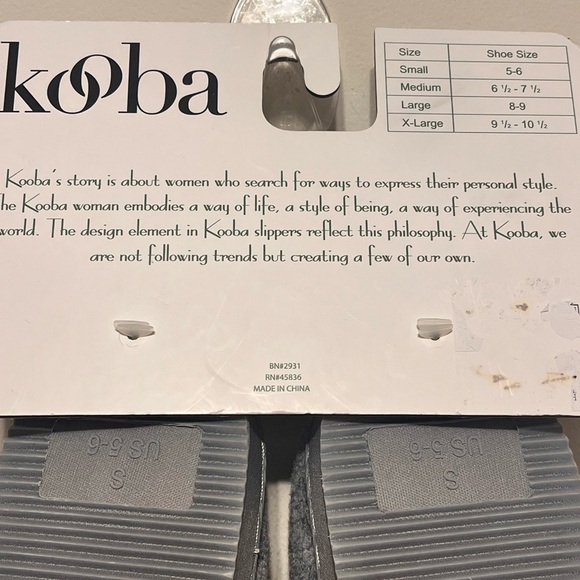 kooba
Size Shoe Size
Small 5-6
Medium 6 1/2 - 7 1/2
Large 8-9
X-Large 9 1/2 - 10 1/2
Kooba's story is about women who search for ways to express their personal style.
he Kooba woman embodies a way of life, a style of being, a way of experiencing the
world. The design element in Kooba slippers reflect this philosophy. At Kooba, we
are not following trends but creating a few of our own.
BN#2931
RN#45836
MADE IN CHINA
S
US 5-6
S
US 5-6